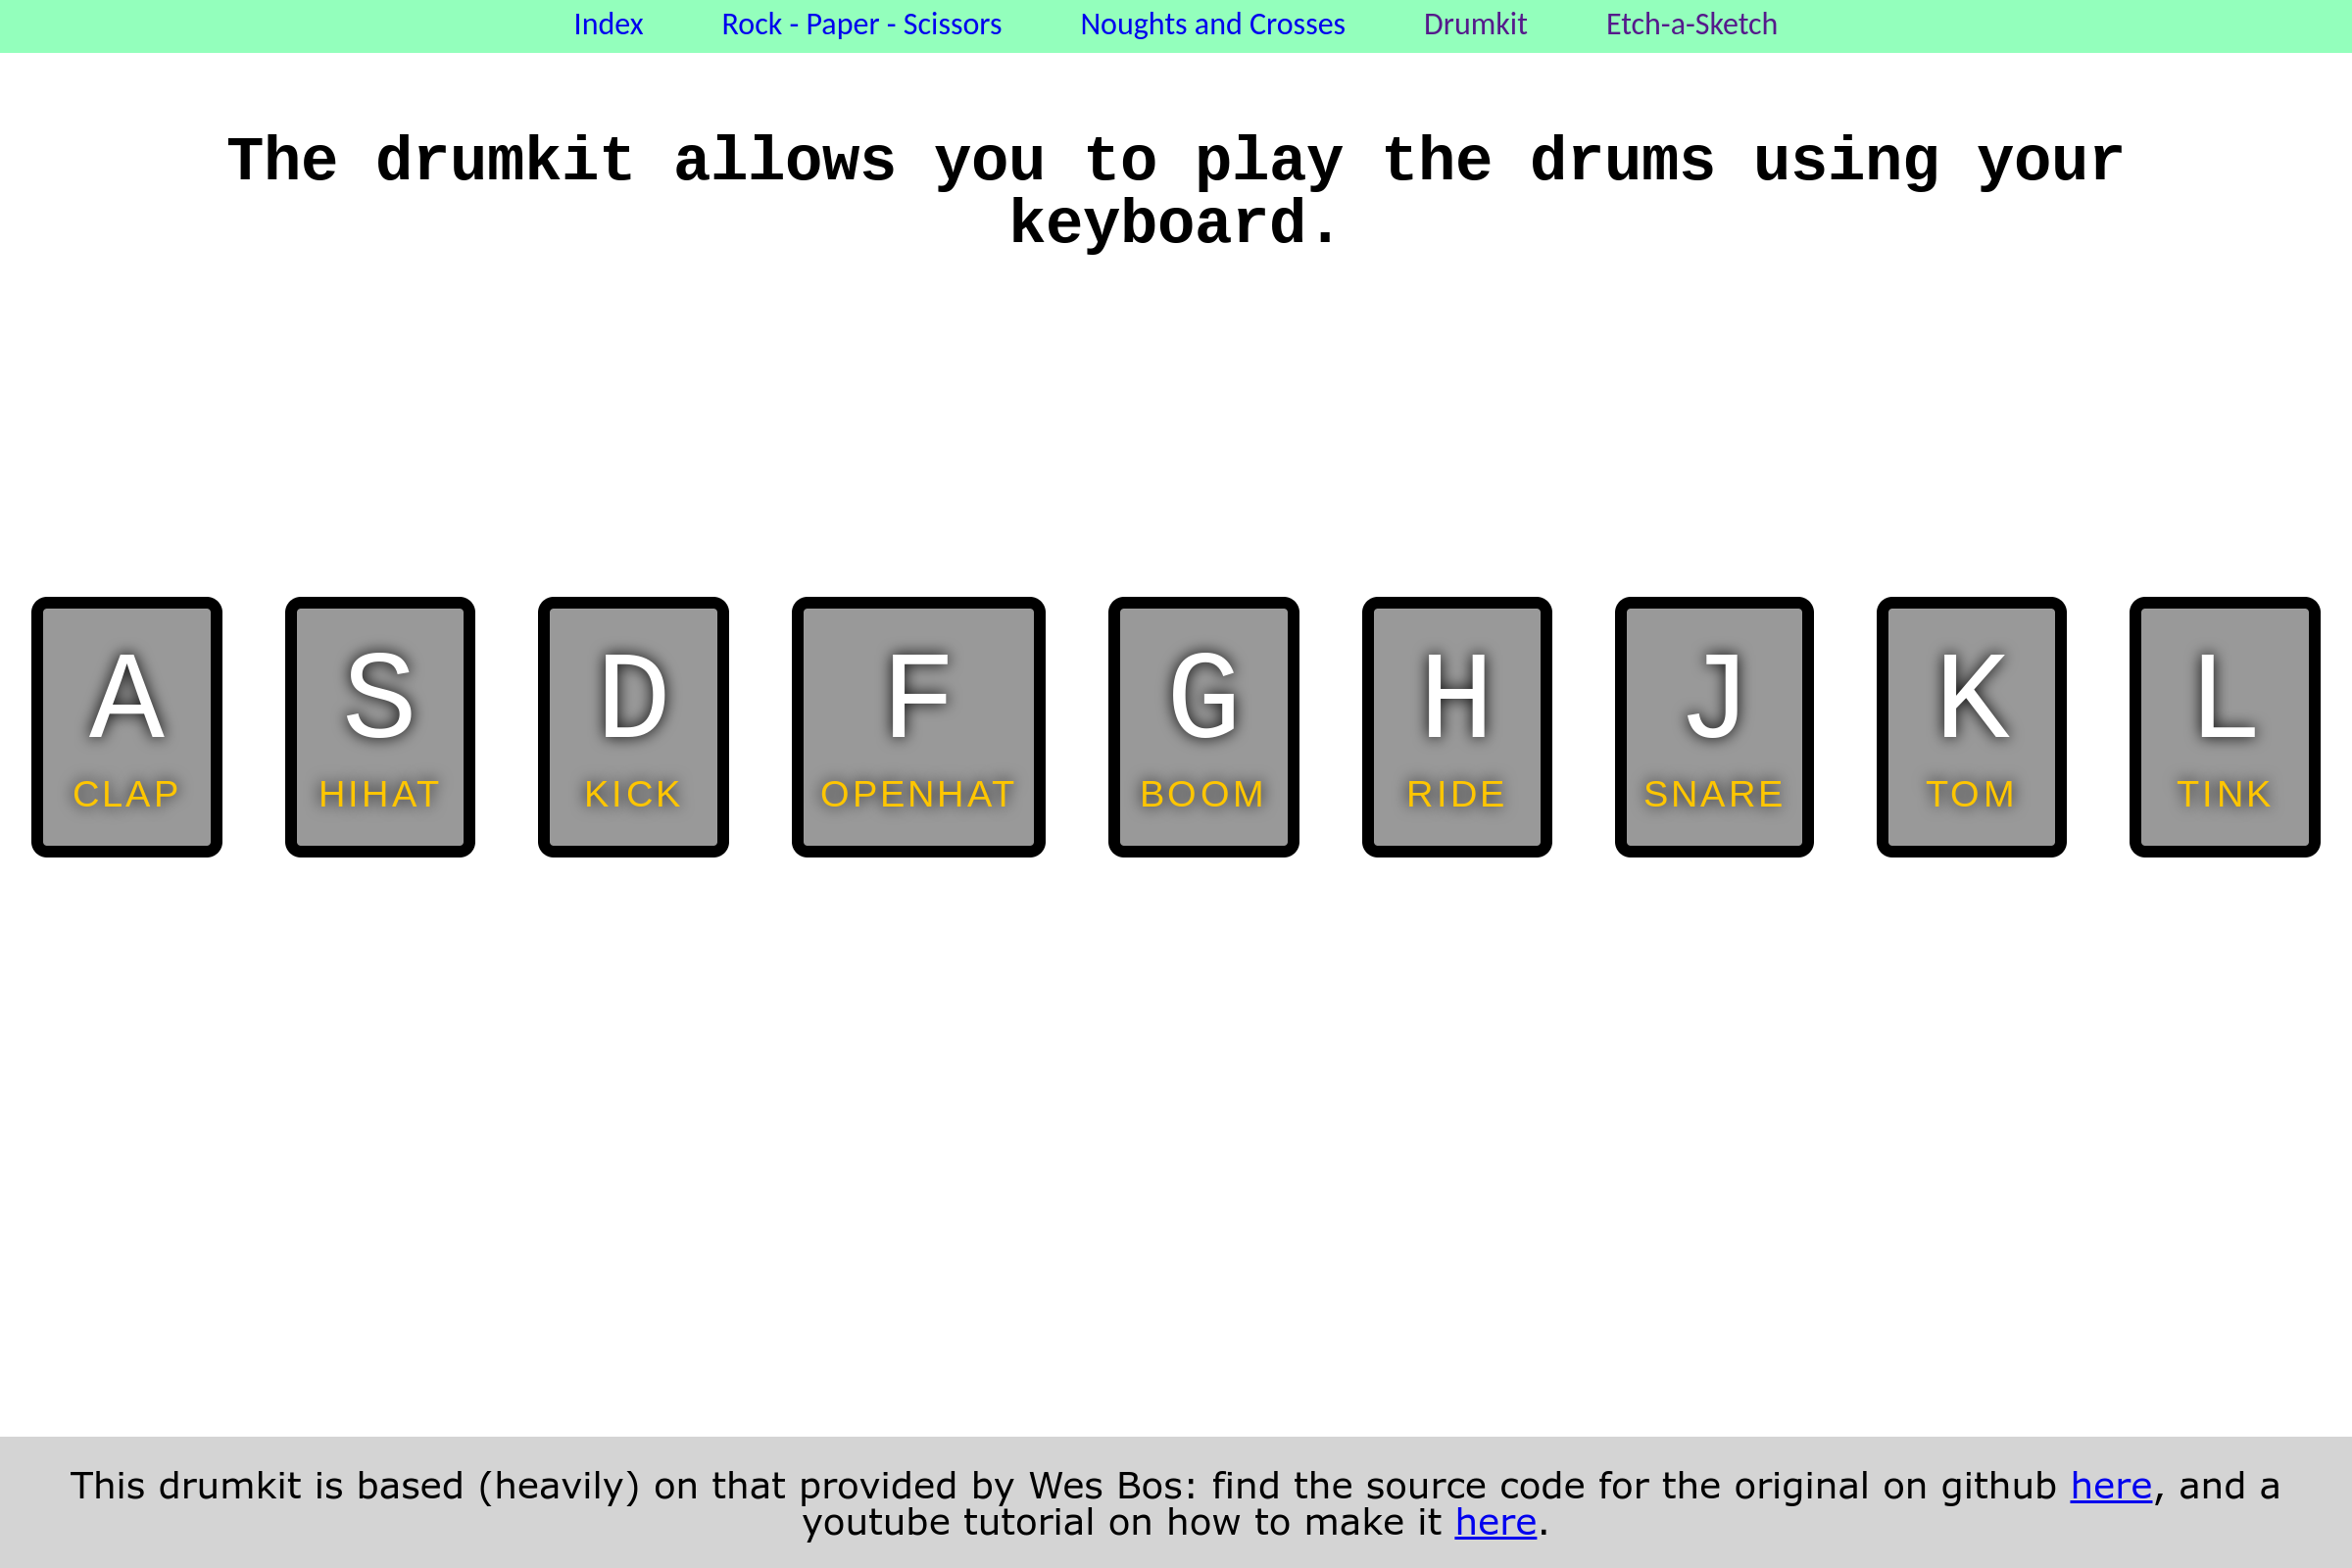 Index Rock - Paper - Scissors Noughts and Crosses Drumkit Etch-a-Sketch
The drumkit allows you to play the drums using your
keyboard.
A S D F G H J K L
CLAP HIHAT KICK OPENHAT BOOM RIDE SNARE TOM TINK
This drumkit is based (heavily) on that provided by Wes Bos: find the source code for the original on github here, and a
youtube tutorial on how to make it here.